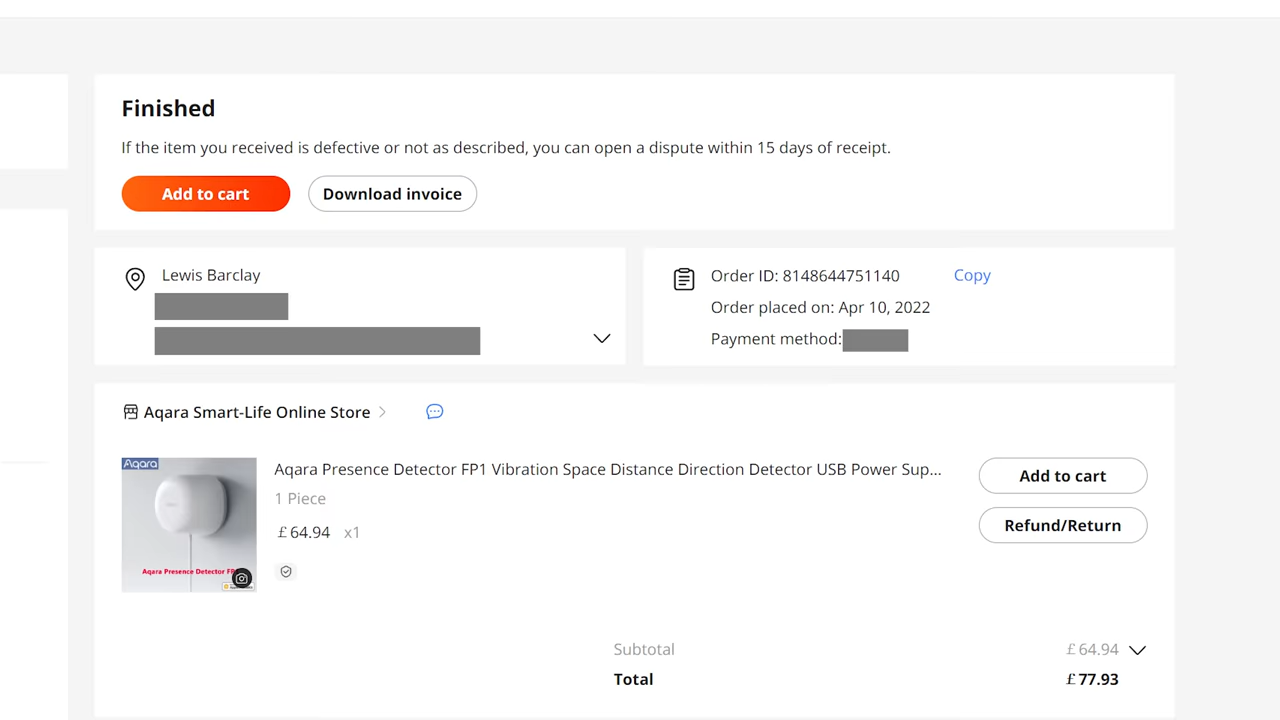 Finished
If the item you received is defective or not as described, you can open a dispute within 15 days of receipt.
Add to cart
Download invoice
Lewis Barclay
Order ID: 8148644751140
Copy
Order placed on: Apr 10, 2022
Payment method:
Aqara Smart-Life Online Store
Aqara
Aqara Presence Detector
Aqara Presence Detector FP1 Vibration Space Distance Direction Detector USB Power Sup...
1 Piece
£64.94 x1
Add to cart
Refund/Return
Subtotal
£64.94
Total
£77.93